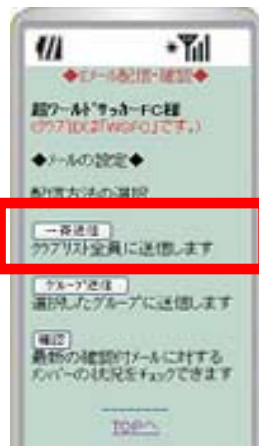 ◆Eメール配信・確認◆
超ワールドサッカーFC様
(クラブIDは「WSFC」です。)
◆メールの設定◆
配信方法の選択
一斉送信
クラブリスト全員に送信します
グループ送信
選択したグループに送信します
確認
最新の確認付メールに対する
メンバーの状況をチェックできます
TOPへ